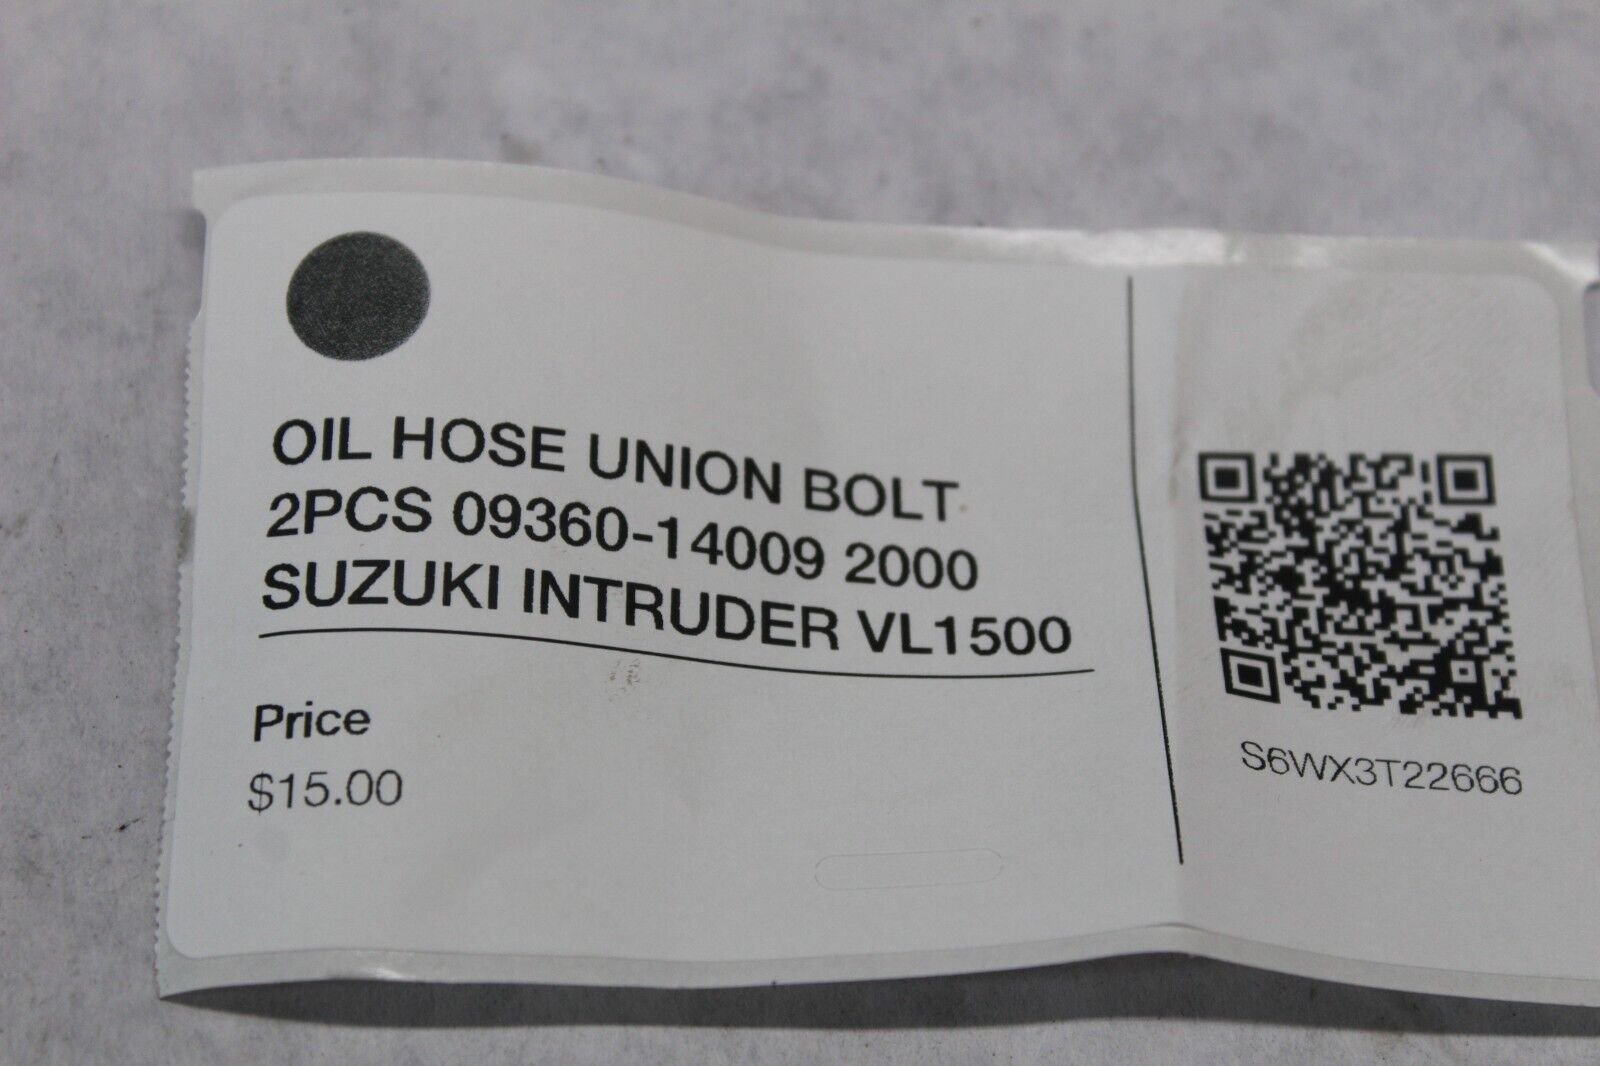 OIL HOSE UNION BOLT
2PCS 09360-14009 2000
SUZUKI INTRUDER VL1500
Price
$15.00
S6WX3T22666